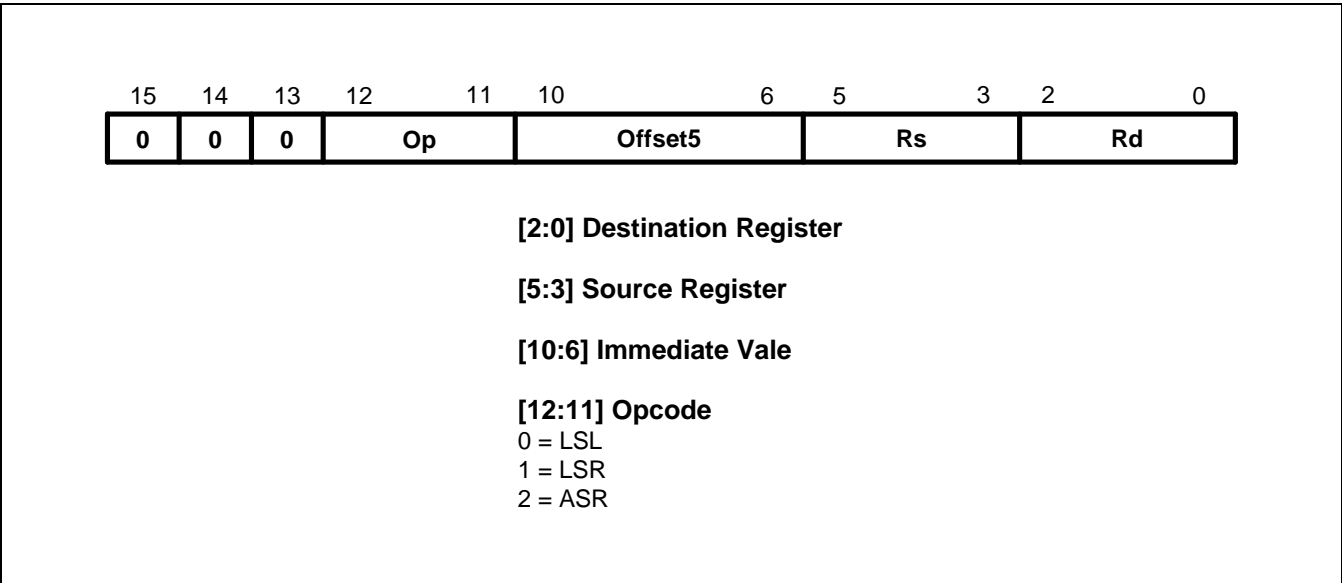 15 14 13 12 11 10 6 5 3 2 0
0 0 0 Op Offset5 Rs Rd
[2:0] Destination Register
[5:3] Source Register
[10:6] Immediate Vale
[12:11] Opcode
0 = LSL
1 = LSR
2 = ASR